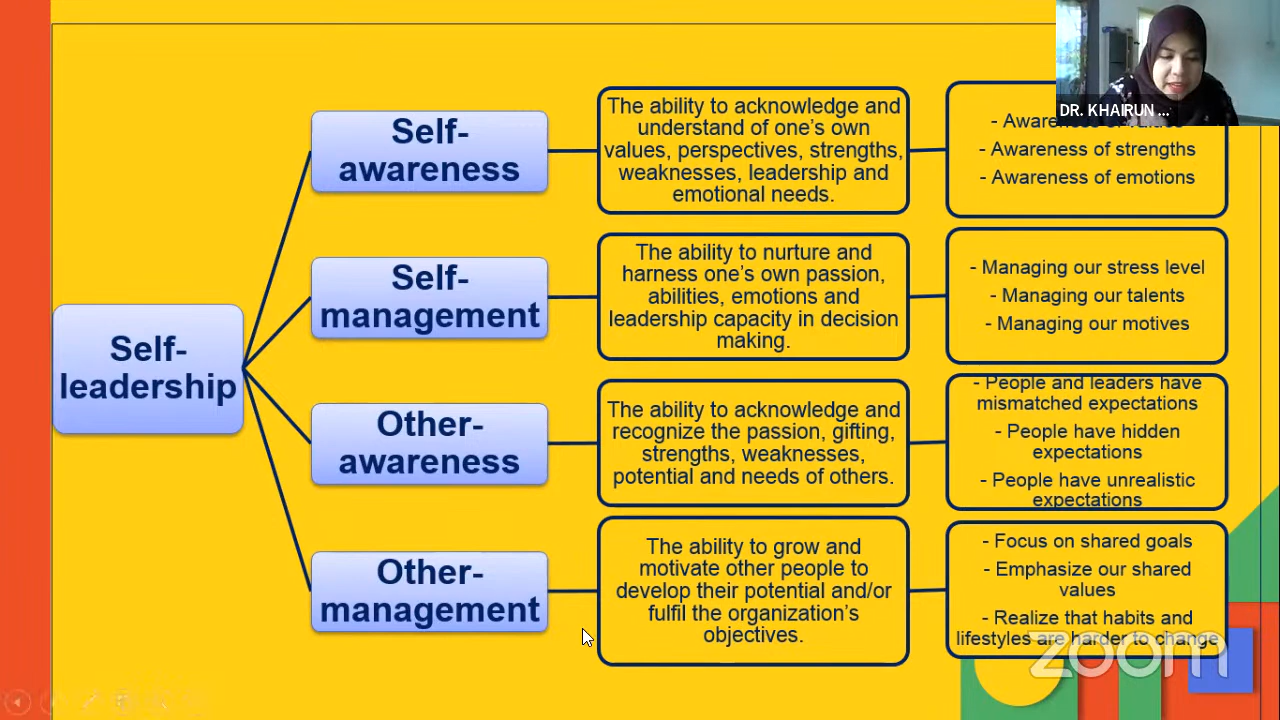 DR. KHAIRUN ...
Self-
leadership
Self-
awareness
The ability to acknowledge and
understand of one's own
values, perspectives, strengths,
weaknesses, leadership and
emotional needs.
- Awareness of values
- Awareness of strengths
- Awareness of emotions
Self-
management
The ability to nurture and
harness one's own passion,
abilities, emotions and
leadership capacity in decision
making.
- Managing our stress level
- Managing our talents
- Managing our motives
Other-
awareness
The ability to acknowledge and
recognize the passion, gifting,
strengths, weaknesses,
potential and needs of others.
- People and leaders have
mismatched expectations
- People have hidden
expectations
- People have unrealistic
expectations
Other-
management
The ability to grow and
motivate other people to
develop their potential and/or
fulfil the organization's
objectives.
- Focus on shared goals
- Emphasize our shared
values
- Realize that habits and
lifestyles are harder to change
zoom